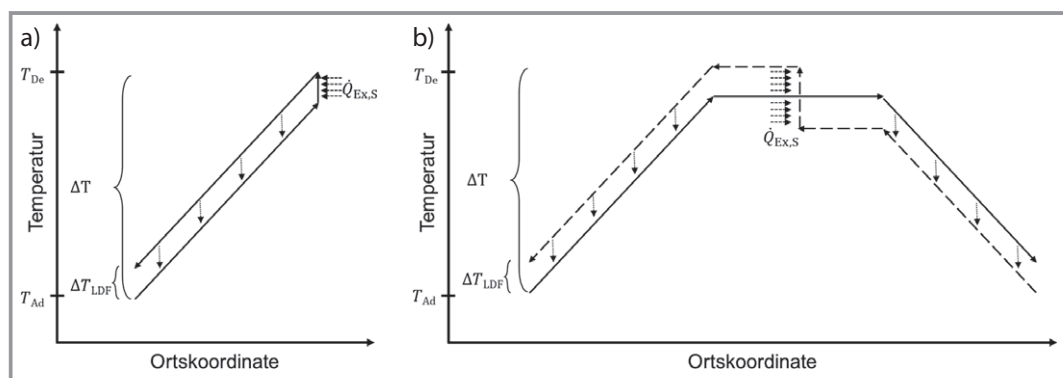 a)
T_De
Q̇_Ex,S
ΔT
ΔT_LDF
T_Ad
Temperatur
Ortskoordinate
b)
T_De
Q̇_Ex,S
ΔT
ΔT_LDF
T_Ad
Temperatur
Ortskoordinate